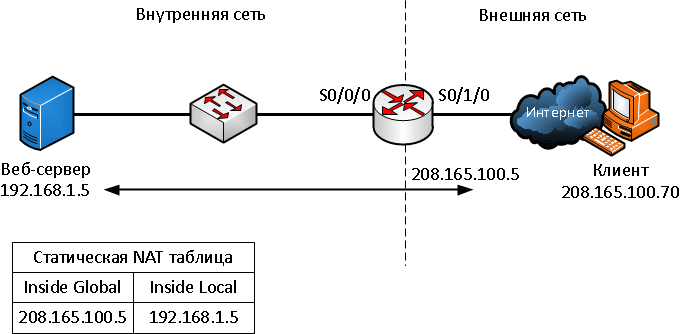 Внутренняя сеть
Внешняя сеть
S0/0/0
S0/1/0
Интернет
Веб-сервер
192.168.1.5
208.165.100.5
Клиент
208.165.100.70
Статическая NAT таблица
Inside Global
Inside Local
208.165.100.5
192.168.1.5